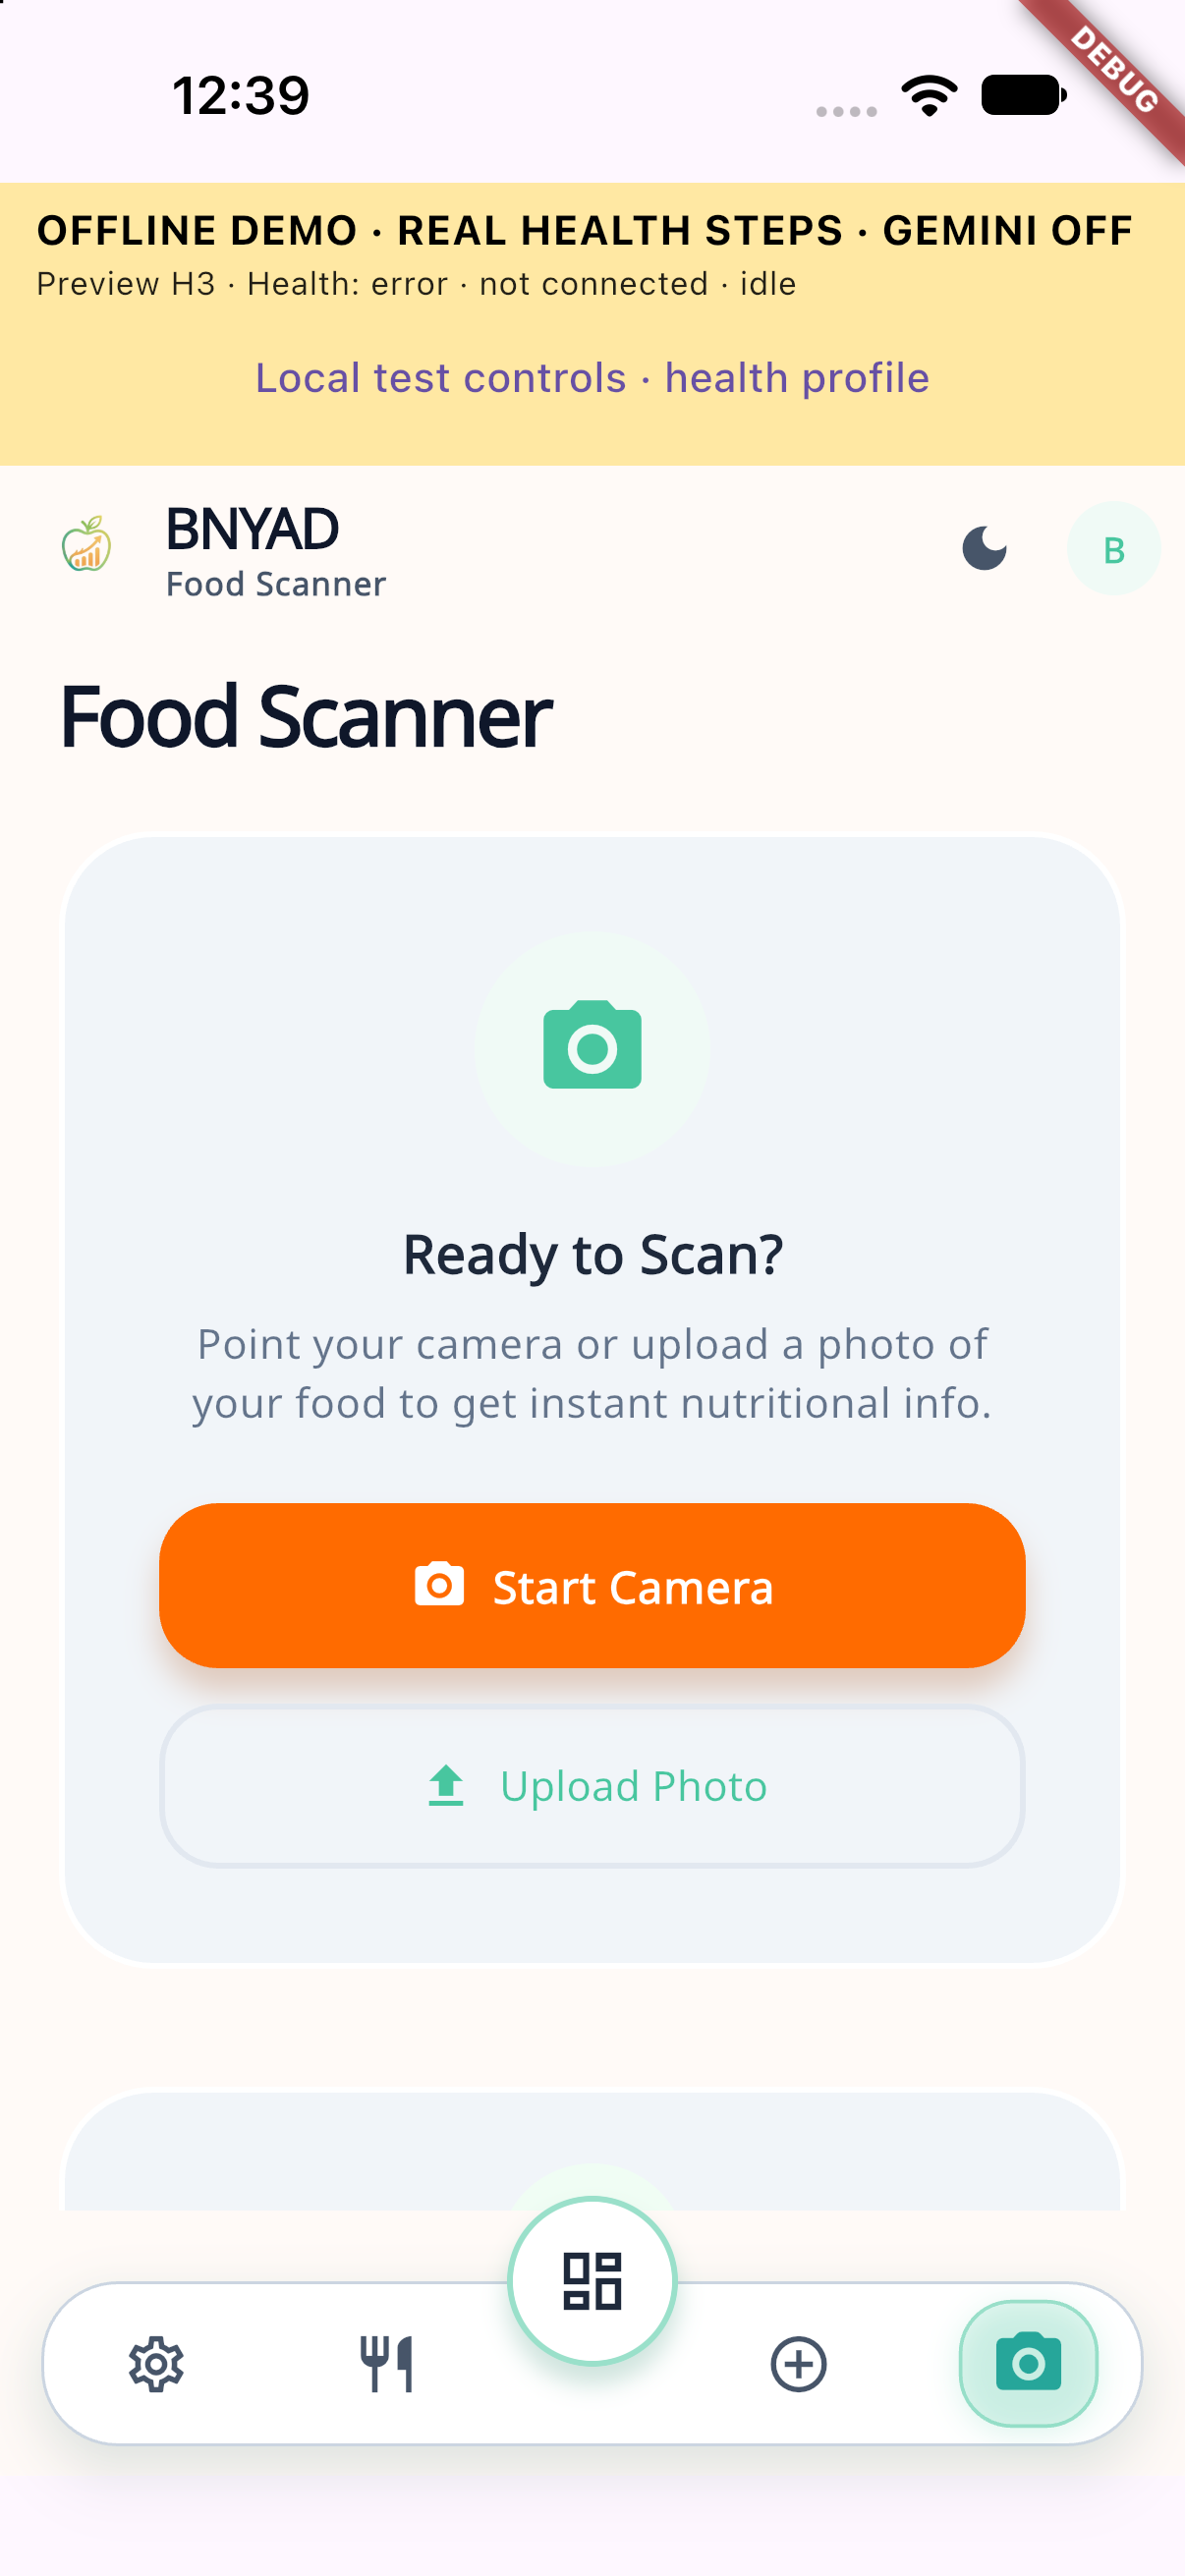 12:39
DEBUG
OFFLINE DEMO · REAL HEALTH STEPS · GEMINI OFF
Preview H3 · Health: error · not connected · idle
Local test controls · health profile
BNYAD
Food Scanner
B
Food Scanner
Ready to Scan?
Point your camera or upload a photo of
your food to get instant nutritional info.
Start Camera
Upload Photo